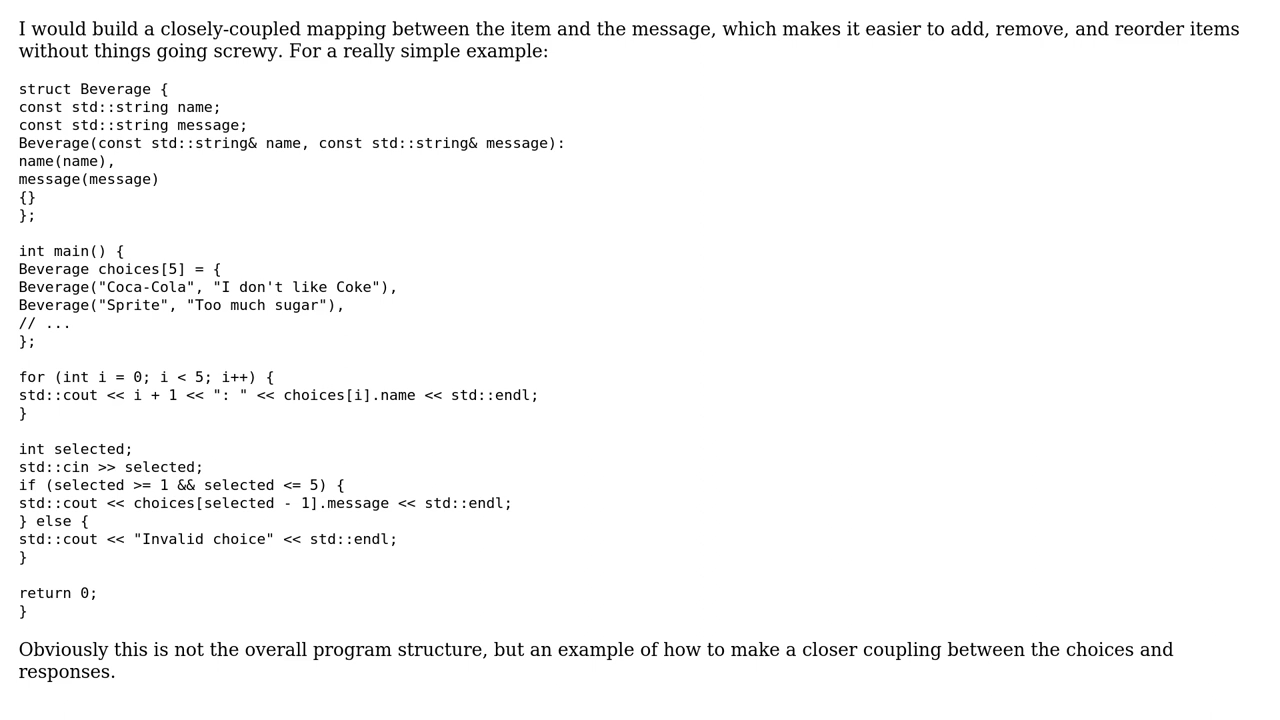 I would build a closely-coupled mapping between the item and the message, which makes it easier to add, remove, and reorder items
without things going screwy. For a really simple example:
struct Beverage {
const std::string name;
const std::string message;
Beverage(const std::string& name, const std::string& message):
name(name),
message(message)
{}
};
int main() {
Beverage choices[5] = {
Beverage("Coca-Cola", "I don't like Coke"),
Beverage("Sprite", "Too much sugar"),
// ...
};
for (int i = 0; i < 5; i++) {
std::cout << i + 1 << ": " << choices[i].name << std::endl;
}
int selected;
std::cin >> selected;
if (selected >= 1 && selected <= 5) {
std::cout << choices[selected - 1].message << std::endl;
} else {
std::cout << "Invalid choice" << std::endl;
}
return 0;
}
Obviously this is not the overall program structure, but an example of how to make a closer coupling between the choices and
responses.